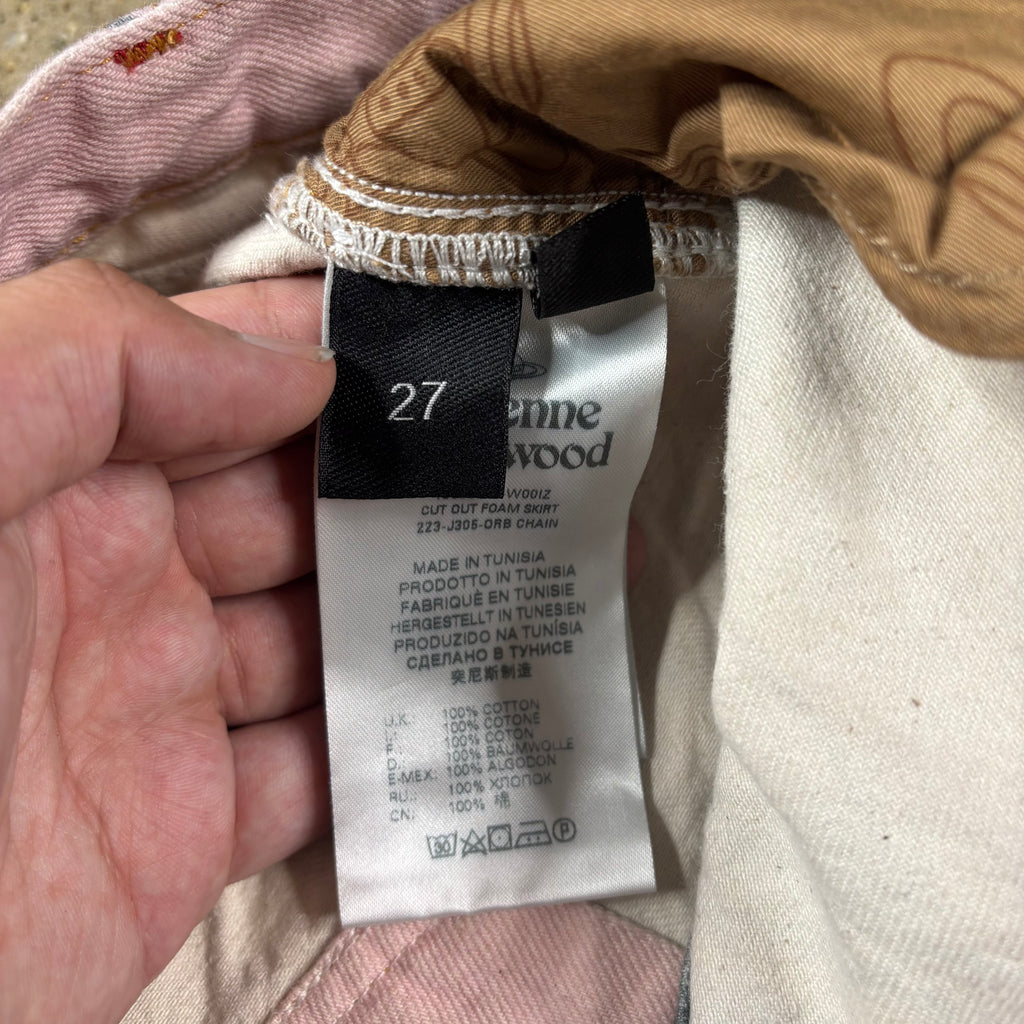 27
enne
wood
W001Z
CUT OUT FOAM SKIRT
223-J305-ORB CHAIN
MADE IN TUNISIA
PRODOTTO IN TUNISIA
FABRIQUÈ EN TUNISIE
HERGESTELLT IN TUNESIEN
PRODUZIDO NA TUNÍSIA
СДЕЛАНО В ТУНИСЕ
突尼斯制造
U.K.: 100% COTTON
100% COTONE
100% COTON
D.: 100% BAUMWOLLE
E-MEX.: 100% ALGODON
RU.: 100% ХЛОПОК
CN.: 100% 棉
30 P